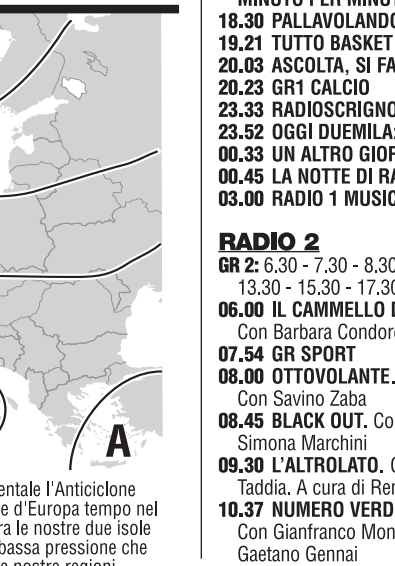 A
entale l'Anticiclone
e d'Europa tempo nel
ra le nostre due isole
bassa pressione che
e nostre regioni
MINUTO PER MINUT
18.30 PALLAVOLANDO
19.21 TUTTO BASKET
20.03 ASCOLTA, SI FA
20.23 GR1 CALCIO
23.33 RADIOSCRIGNO
23.52 OGGI DUEMILA:
00.33 UN ALTRO GIOR
00.45 LA NOTTE DI RA
03.00 RADIO 1 MUSIC
RADIO 2
GR 2: 6.30 - 7.30 - 8.30
13.30 - 15.30 - 17.30
06.00 IL CAMMELLO D
Con Barbara Condor
07.54 GR SPORT
08.00 OTTOVOLANTE.
Con Savino Zaba
08.45 BLACK OUT. Co
Simona Marchini
09.30 L'ALTROLATO. C
Taddia. A cura di Ren
10.37 NUMERO VERD
Con Gianfranco Mon
Gaetano Gennai